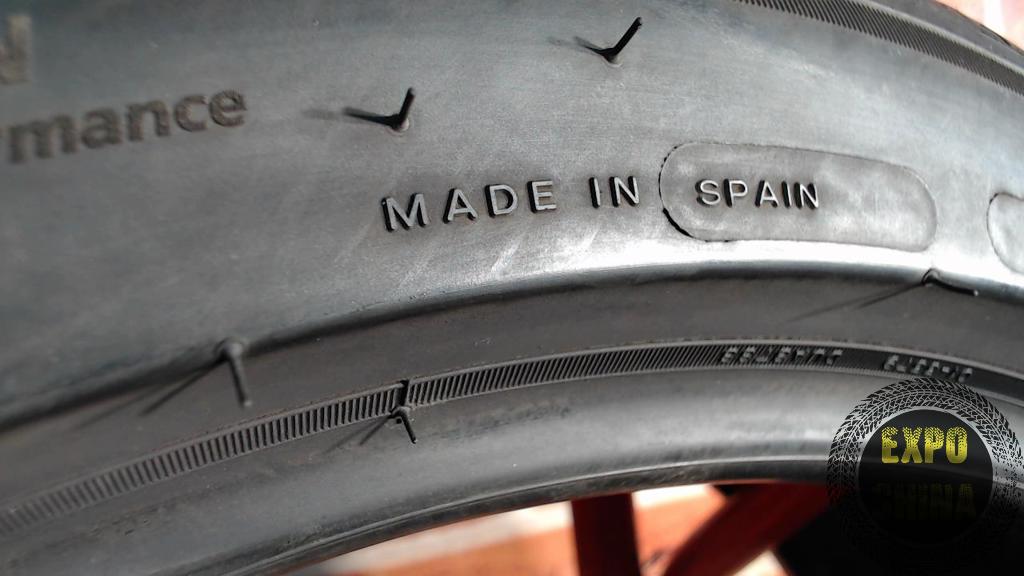 rmance
MADE IN SPAIN
EXPO
CHINA